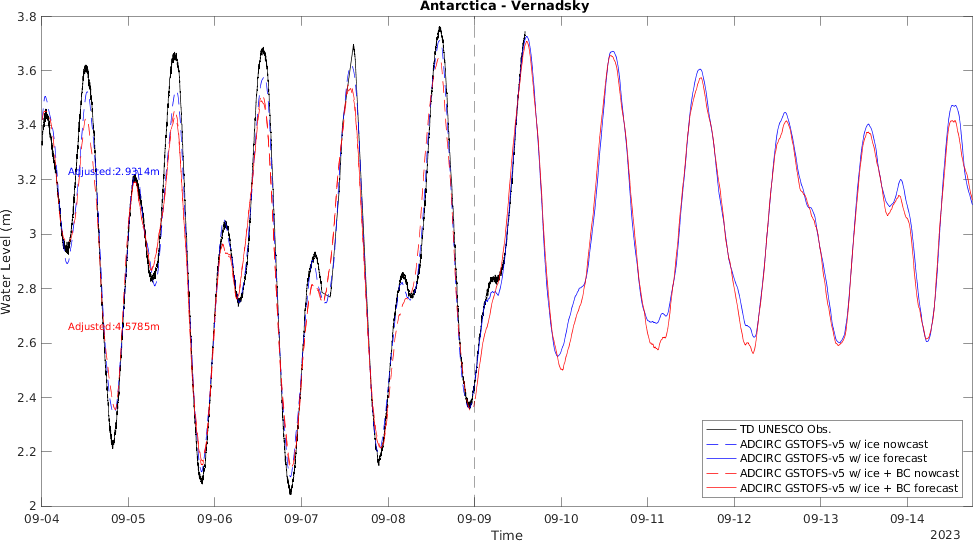 Antarctica - Vernadsky
3.8
3.6
3.4
3.2
3
2.8
2.6
2.4
2.2
2
Water Level (m)
Adjusted:2.9314m
Adjusted:4.5785m
TD UNESCO Obs.
ADCIRC GSTOFS-v5 w/ ice nowcast
ADCIRC GSTOFS-v5 w/ ice forecast
ADCIRC GSTOFS-v5 w/ ice + BC nowcast
ADCIRC GSTOFS-v5 w/ ice + BC forecast
09-04 09-05 09-06 09-07 09-08 09-09 09-10 09-11 09-12 09-13 09-14
Time
2023